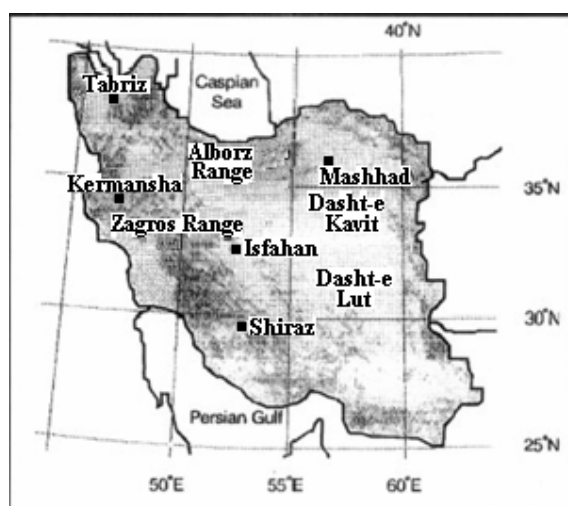 40°N
Tabriz
Caspian
Sea
Alborz
Range
Mashhad
35°N
Kermansha
Dasht-e
Kavit
Zagros Range
Isfahan
Dasht-e
Lut
30°N
Shiraz
Persian Gulf
25°N
50°E
55°E
60°E